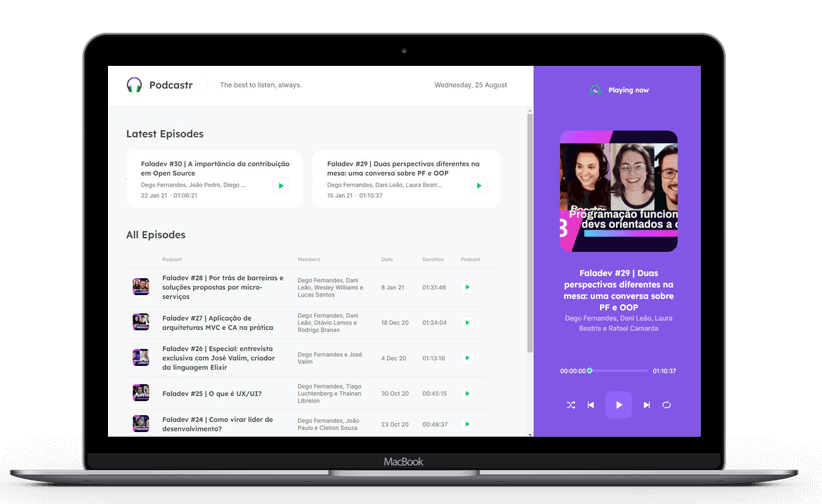 Podcastr
The best to listen, always.
Wednesday, 25 August
Playing now
Latest Episodes
Faladev #30 | A importância da contribuição
em Open Source
Dego Fernandes, João Pedro, Diego ...
22 Jan 21 · 01:06:21
Faladev #29 | Duas perspectivas diferentes na
mesa: uma conversa sobre PF e OOP
Dego Fernandes, Dani Leão, Laura Beatr...
15 Jan 21 · 01:10:37
All Episodes
Podcast Members Date Duration Podcast
Faladev #28 | Por trás de barreiras e
soluções propostas por micro-
serviços
Dego Fernandes, Dani
Leão, Wesley Williams e
Lucas Santos
8 Jan 21
01:31:46
Faladev #27 | Aplicação de
arquiteturas MVC e CA na prática
Dego Fernandes, Dani
Leão, Otávio Lemos e
Rodrigo Branas
18 Dec 20
01:24:04
Faladev #26 | Especial: entrevista
exclusiva com José Valim, criador
da linguagem Elixir
Dego Fernandes e José
Valim
4 Dec 20
01:13:18
Faladev #25 | O que é UX/UI?
Dego Fernandes, Tiago
Luchtenberg e Thainan
Librelon
30 Oct 20
00:45:15
Faladev #24 | Como virar líder de
desenvolvimento?
Dego Fernandes, João
Paulo e Cleiton Souza
23 Oct 20
00:48:37
Programação funcion
3 devs orientados a o
Faladev #29 | Duas
perspectivas diferentes na
mesa: uma conversa sobre
PF e OOP
Dego Fernandes, Dani Leão, Laura
Beatris e Rafael Camarda
00:00:00
01:10:37
MacBook